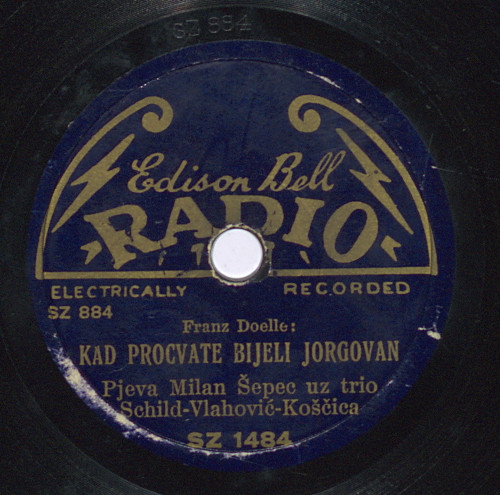 SZ 884
Edison Bell
RADIO
ELECTRICALLY RECORDED
SZ 884
Franz Doelle:
KAD PROCVATE BIJELI JORGOVAN
Pjeva Milan Šepec uz trio
Schild-Vlahović-Koščica
SZ 1484